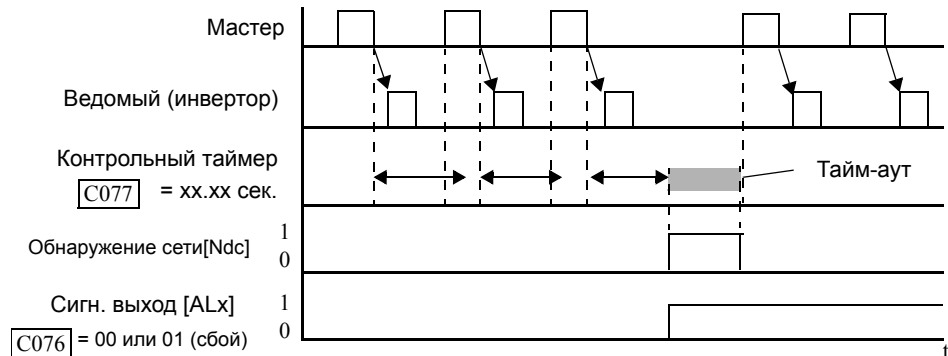 Мастер
Ведомый (инвертор)
Контрольный таймер
C077 = xx.xx сек.
Тайм-аут
Обнаружение сети[Ndc] 1
0
Сигн. выход [ALx] 1
0
C076 = 00 или 01 (сбой)
t